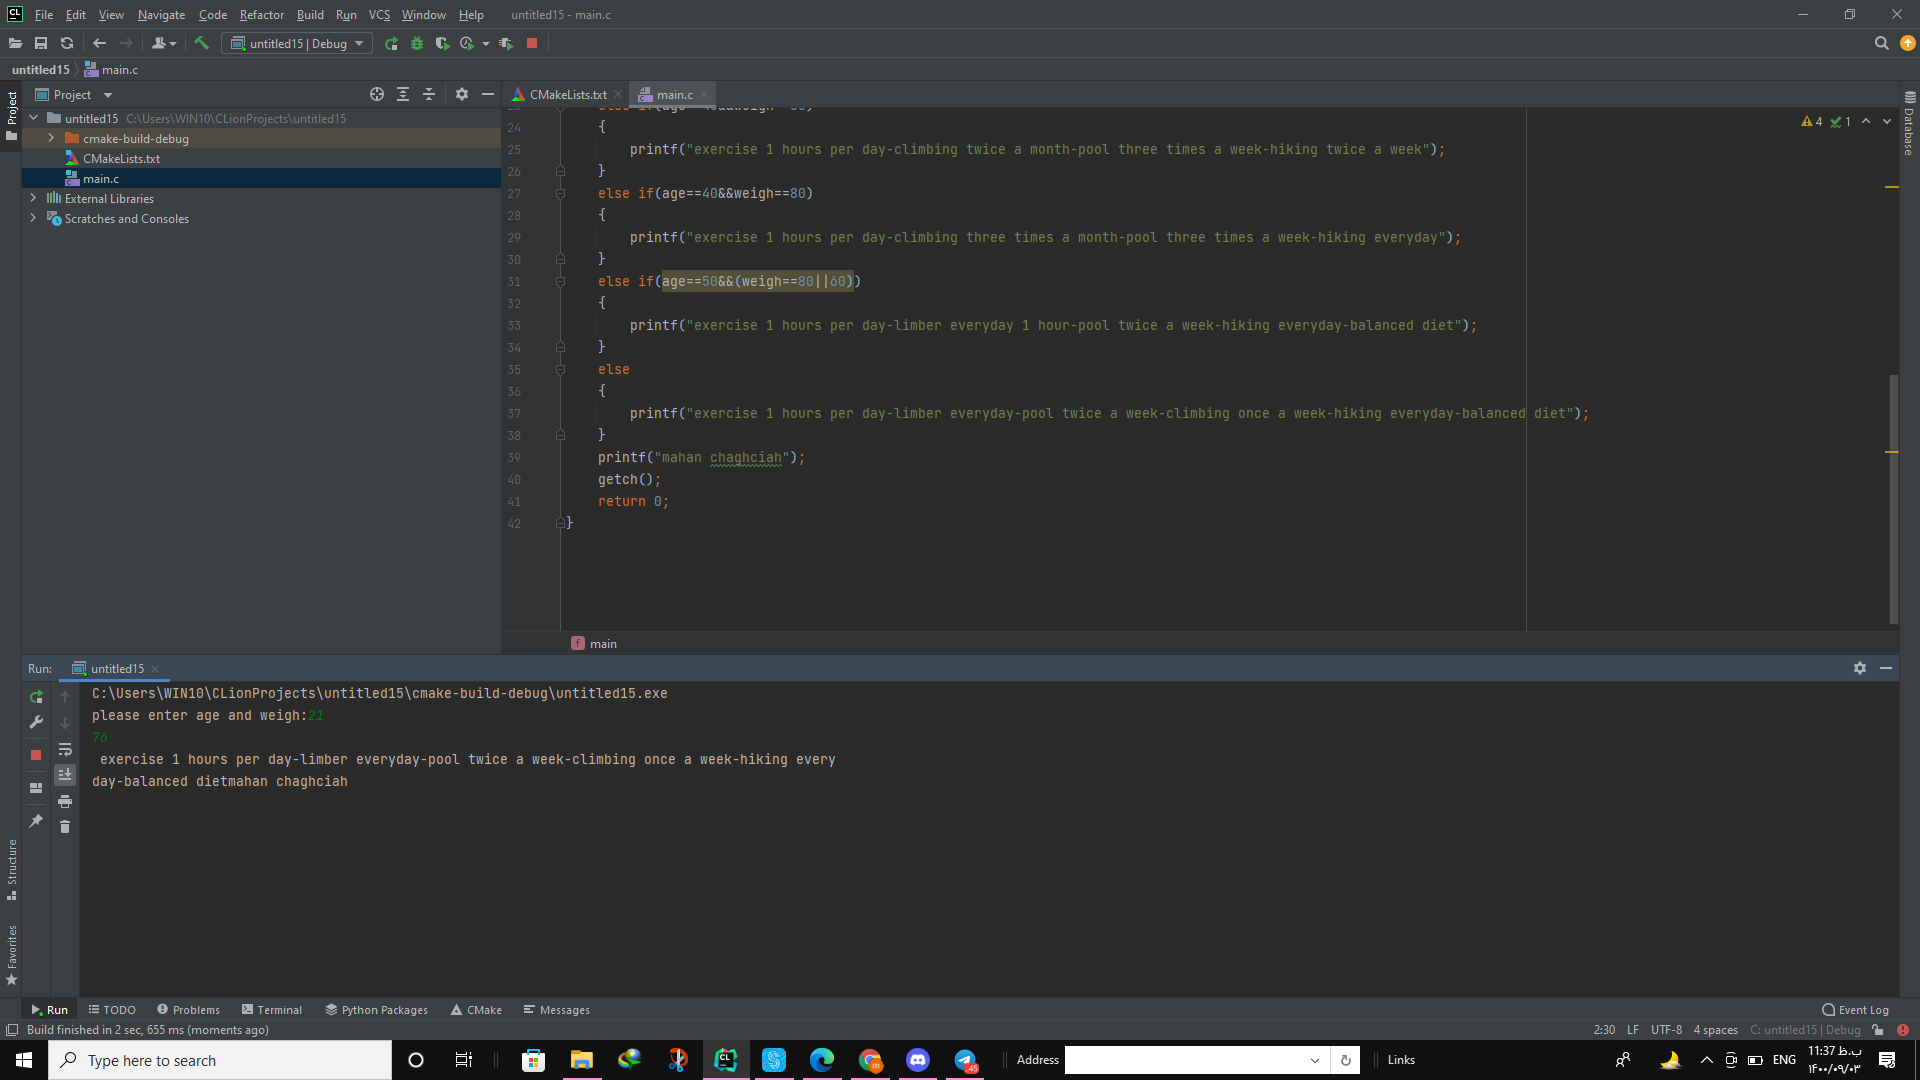 File Edit View Navigate Code Refactor Build Run VCS Window Help untitled15 - main.c
untitled15 | Debug
untitled15 main.c
Project
CMakeLists.txt main.c
untitled15 C:\Users\WIN10\CLionProjects\untitled15
cmake-build-debug
CMakeLists.txt
main.c
External Libraries
Scratches and Consoles
Project
Structure
Favorites
Database
4 1
24 {
25 printf("exercise 1 hours per day-climbing twice a month-pool three times a week-hiking twice a week");
26 }
27 else if(age==40&&weigh==80)
28 {
29 printf("exercise 1 hours per day-climbing three times a month-pool three times a week-hiking everyday");
30 }
31 else if(age==50&&(weigh==80||60))
32 {
33 printf("exercise 1 hours per day-limber everyday 1 hour-pool twice a week-hiking everyday-balanced diet");
34 }
35 else
36 {
37 printf("exercise 1 hours per day-limber everyday-pool twice a week-climbing once a week-hiking everyday-balanced diet");
38 }
39 printf("mahan chaghciah");
40 getch();
41 return 0;
42 }
f main
Run: untitled15
C:\Users\WIN10\CLionProjects\untitled15\cmake-build-debug\untitled15.exe
please enter age and weigh:21
76
exercise 1 hours per day-limber everyday-pool twice a week-climbing once a week-hiking every
day-balanced dietmahan chaghciah
Run TODO Problems Terminal Python Packages CMake Messages Event Log
Build finished in 2 sec, 655 ms (moments ago) 2:30 LF UTF-8 4 spaces C: untitled15 | Debug
Type here to search Address Links ENG 11:37 ب.ظ
۱۴۰۰/۰۹/۰۳